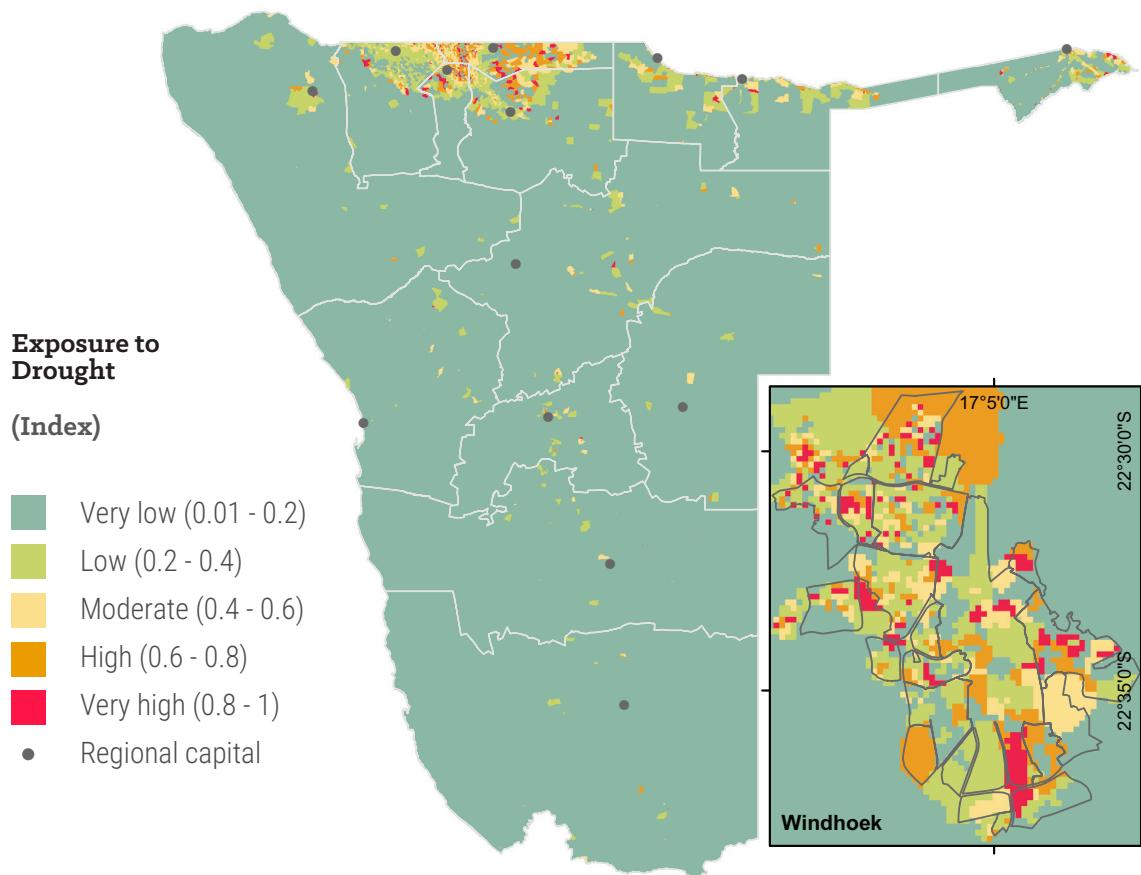 Exposure to
Drought
(Index)
Very low (0.01 - 0.2)
Low (0.2 - 0.4)
Moderate (0.4 - 0.6)
High (0.6 - 0.8)
Very high (0.8 - 1)
Regional capital
17°5'0"E
22°30'0"S
22°35'0"S
Windhoek